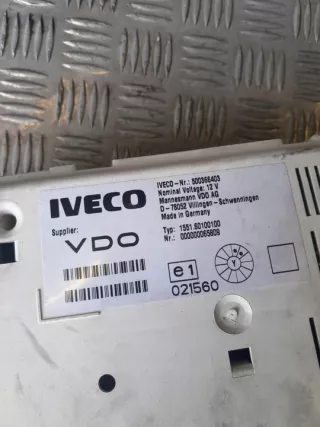 IVECO
IVECO-Nr.: 500366403
Nominal Voltage: 12 V
Mannesmann VDO AG
D - 78052 Villingen - Schwenningen
Made in Germany
Supplier:
VDO
Typ: 1551.60100100
Nr.: 00000065609
e1
021560
Y